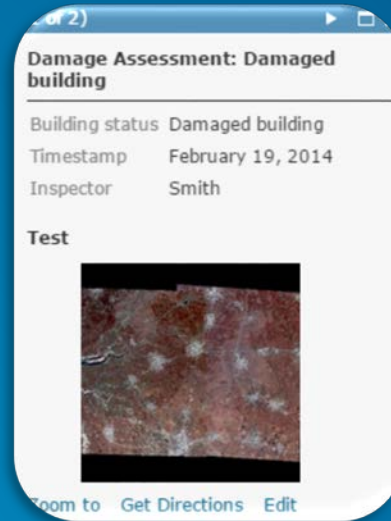 of 2)
Damage Assessment: Damaged
building
Building status Damaged building
Timestamp February 19, 2014
Inspector Smith
Test
Zoom to Get Directions Edit